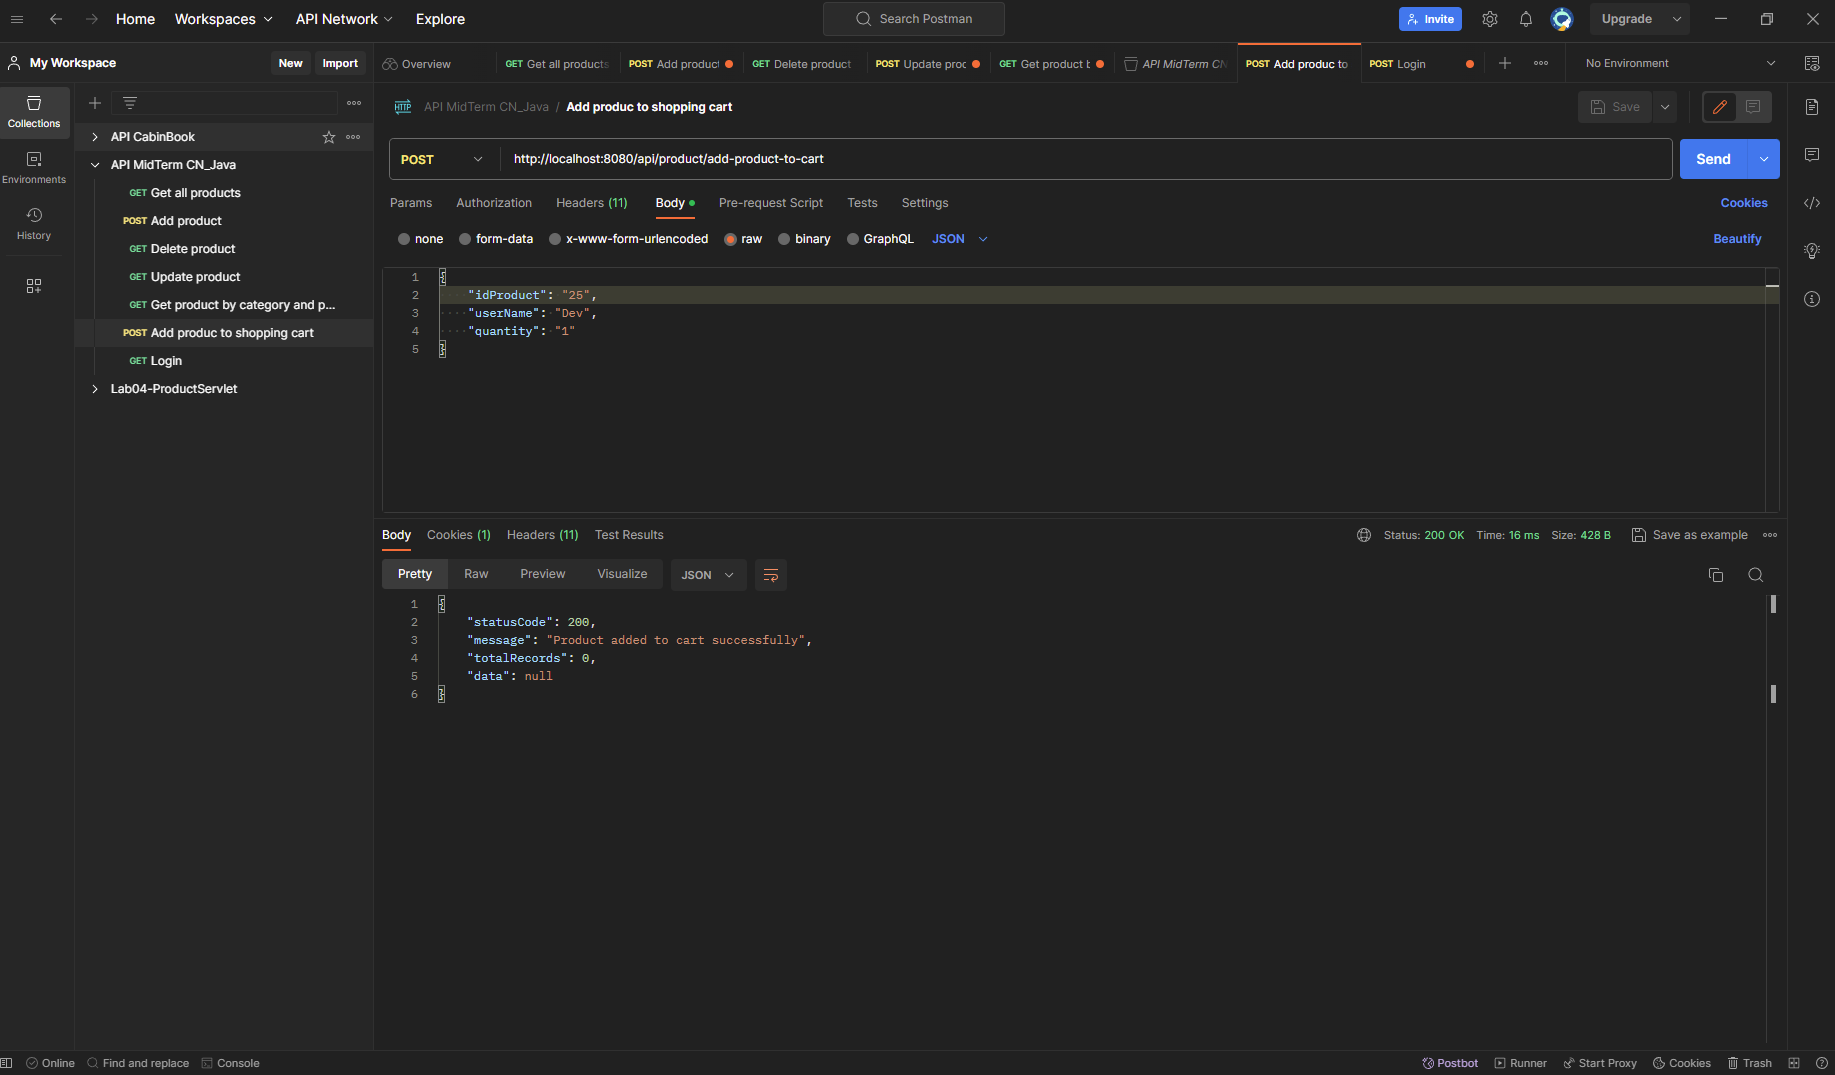 Home Workspaces API Network Explore Search Postman Invite Upgrade
My Workspace New Import
Overview GET Get all products POST Add product GET Delete product POST Update proc GET Get product b API MidTerm CN POST Add produc to POST Login No Environment
Collections
Environments
History
API CabinBook
API MidTerm CN_Java
GET Get all products
POST Add product
GET Delete product
GET Update product
GET Get product by category and p...
POST Add produc to shopping cart
GET Login
Lab04-ProductServlet
HTTP API MidTerm CN_Java / Add produc to shopping cart Save
POST http://localhost:8080/api/product/add-product-to-cart Send
Params Authorization Headers (11) Body Pre-request Script Tests Settings Cookies
none form-data x-www-form-urlencoded raw binary GraphQL JSON Beautify
1 {
2 "idProduct": "25",
3 "userName": "Dev",
4 "quantity": "1"
5 }
Body Cookies (1) Headers (11) Test Results Status: 200 OK Time: 16 ms Size: 428 B Save as example
Pretty Raw Preview Visualize JSON
1 {
2 "statusCode": 200,
3 "message": "Product added to cart successfully",
4 "totalRecords": 0,
5 "data": null
6 }
Online Find and replace Console Postbot Runner Start Proxy Cookies Trash